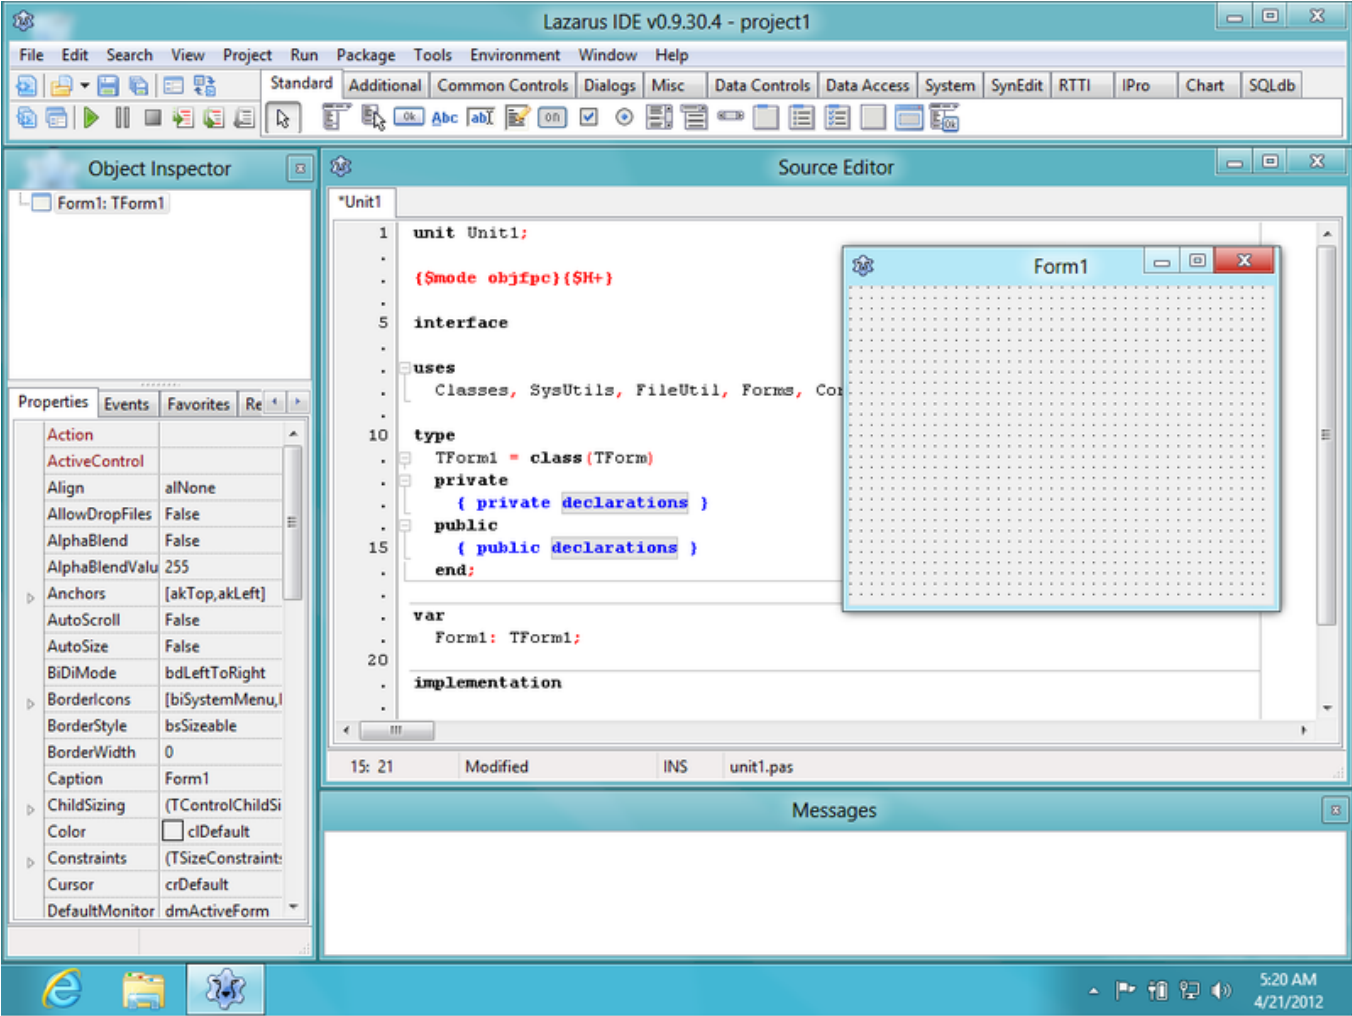 Lazarus IDE v0.9.30.4 - project1
File Edit Search View Project Run Package Tools Environment Window Help
Standard Additional Common Controls Dialogs Misc Data Controls Data Access System SynEdit RTTI IPro Chart SQLdb
Ok Abc abI on
Object Inspector
Form1: TForm1
Properties Events Favorites Re
Action
ActiveControl
Align alNone
AllowDropFiles False
AlphaBlend False
AlphaBlendValu 255
Anchors [akTop,akLeft]
AutoScroll False
AutoSize False
BiDiMode bdLeftToRight
BorderIcons [biSystemMenu,
BorderStyle bsSizeable
BorderWidth 0
Caption Form1
ChildSizing (TControlChildSi
Color clDefault
Constraints (TSizeConstraint
Cursor crDefault
DefaultMonitor dmActiveForm
Source Editor
*Unit1
1 unit Unit1;
{$mode objfpc}{$H+}
5 interface
uses
Classes, SysUtils, FileUtil, Forms, Con
10 type
TForm1 = class(TForm)
private
{ private declarations }
public
15 { public declarations }
end;
var
Form1: TForm1;
20
implementation
15: 21 Modified INS unit1.pas
Form1
Messages
5:20 AM
4/21/2012